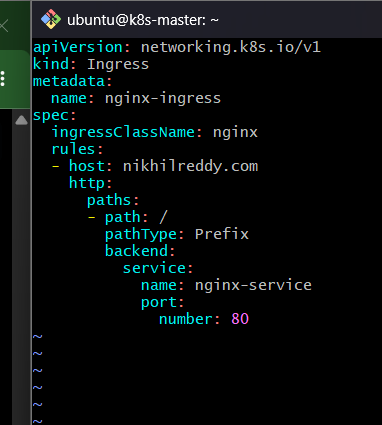 ubuntu@k8s-master: ~
apiVersion: networking.k8s.io/v1
kind: Ingress
metadata:
  name: nginx-ingress
spec:
  ingressClassName: nginx
  rules:
  - host: nikhilreddy.com
    http:
      paths:
      - path: /
        pathType: Prefix
        backend:
          service:
            name: nginx-service
            port:
              number: 80
~
~
~
~
~
~